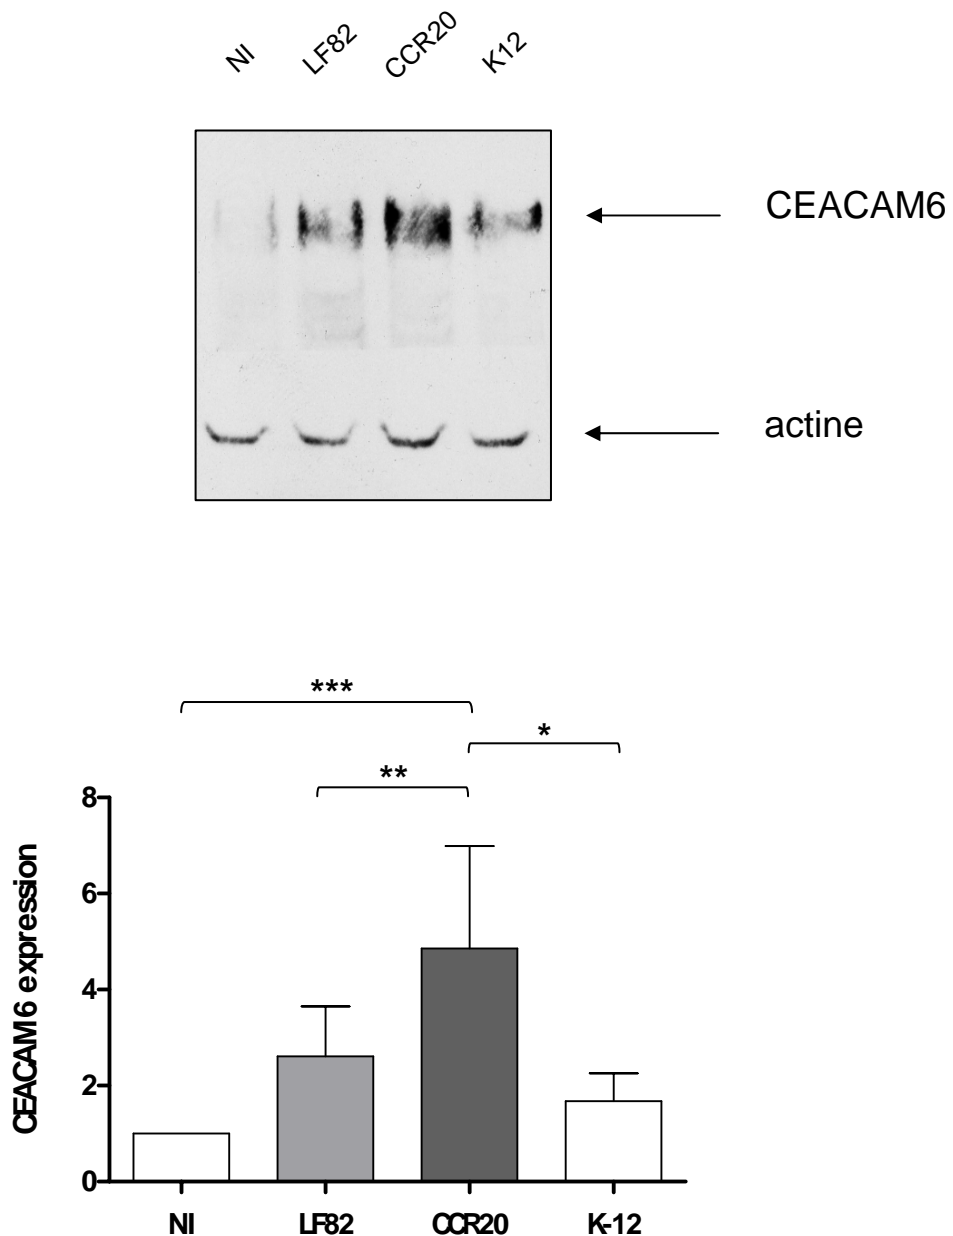 NI LF82 CCR20 K12
CEACAM6
actine
***
*
**
8
6
4
2
0
CEACAM6 expression
NI LF82 CCR20 K-12